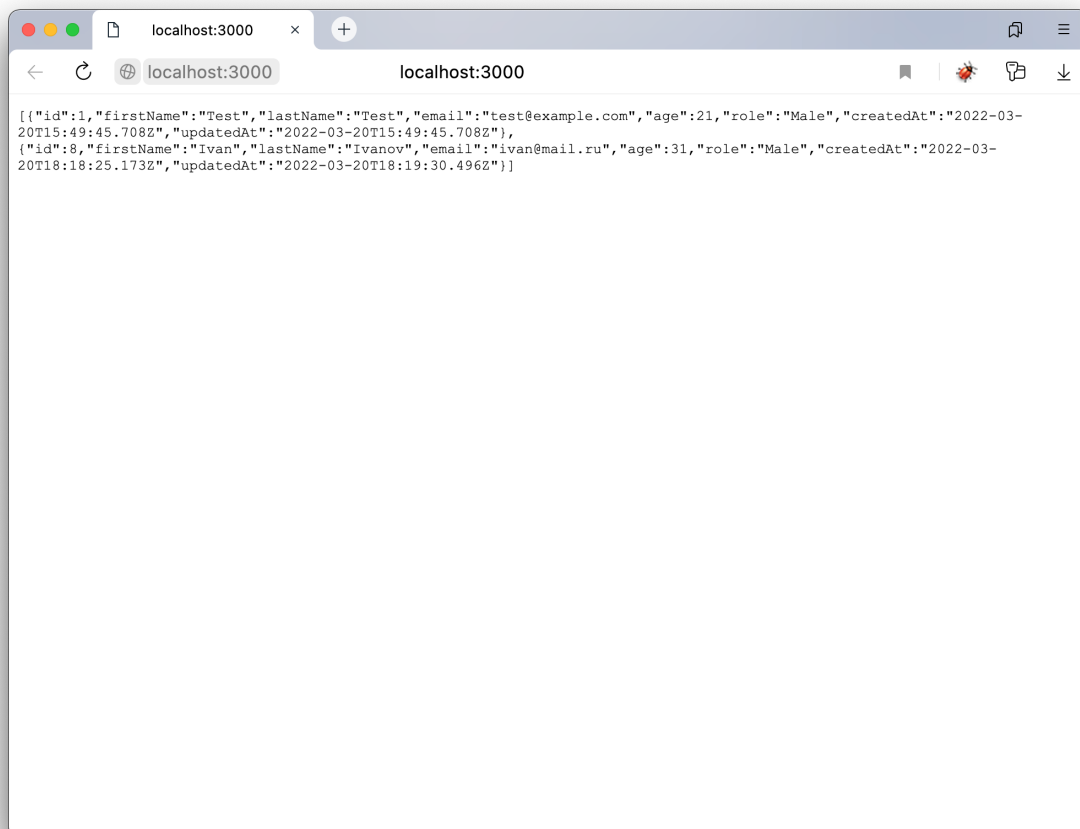 localhost:3000
localhost:3000 localhost:3000
[{"id":1,"firstName":"Test","lastName":"Test","email":"test@example.com","age":21,"role":"Male","createdAt":"2022-03-
20T15:49:45.708Z","updatedAt":"2022-03-20T15:49:45.708Z"},
{"id":8,"firstName":"Ivan","lastName":"Ivanov","email":"ivan@mail.ru","age":31,"role":"Male","createdAt":"2022-03-
20T18:18:25.173Z","updatedAt":"2022-03-20T18:19:30.496Z"}]